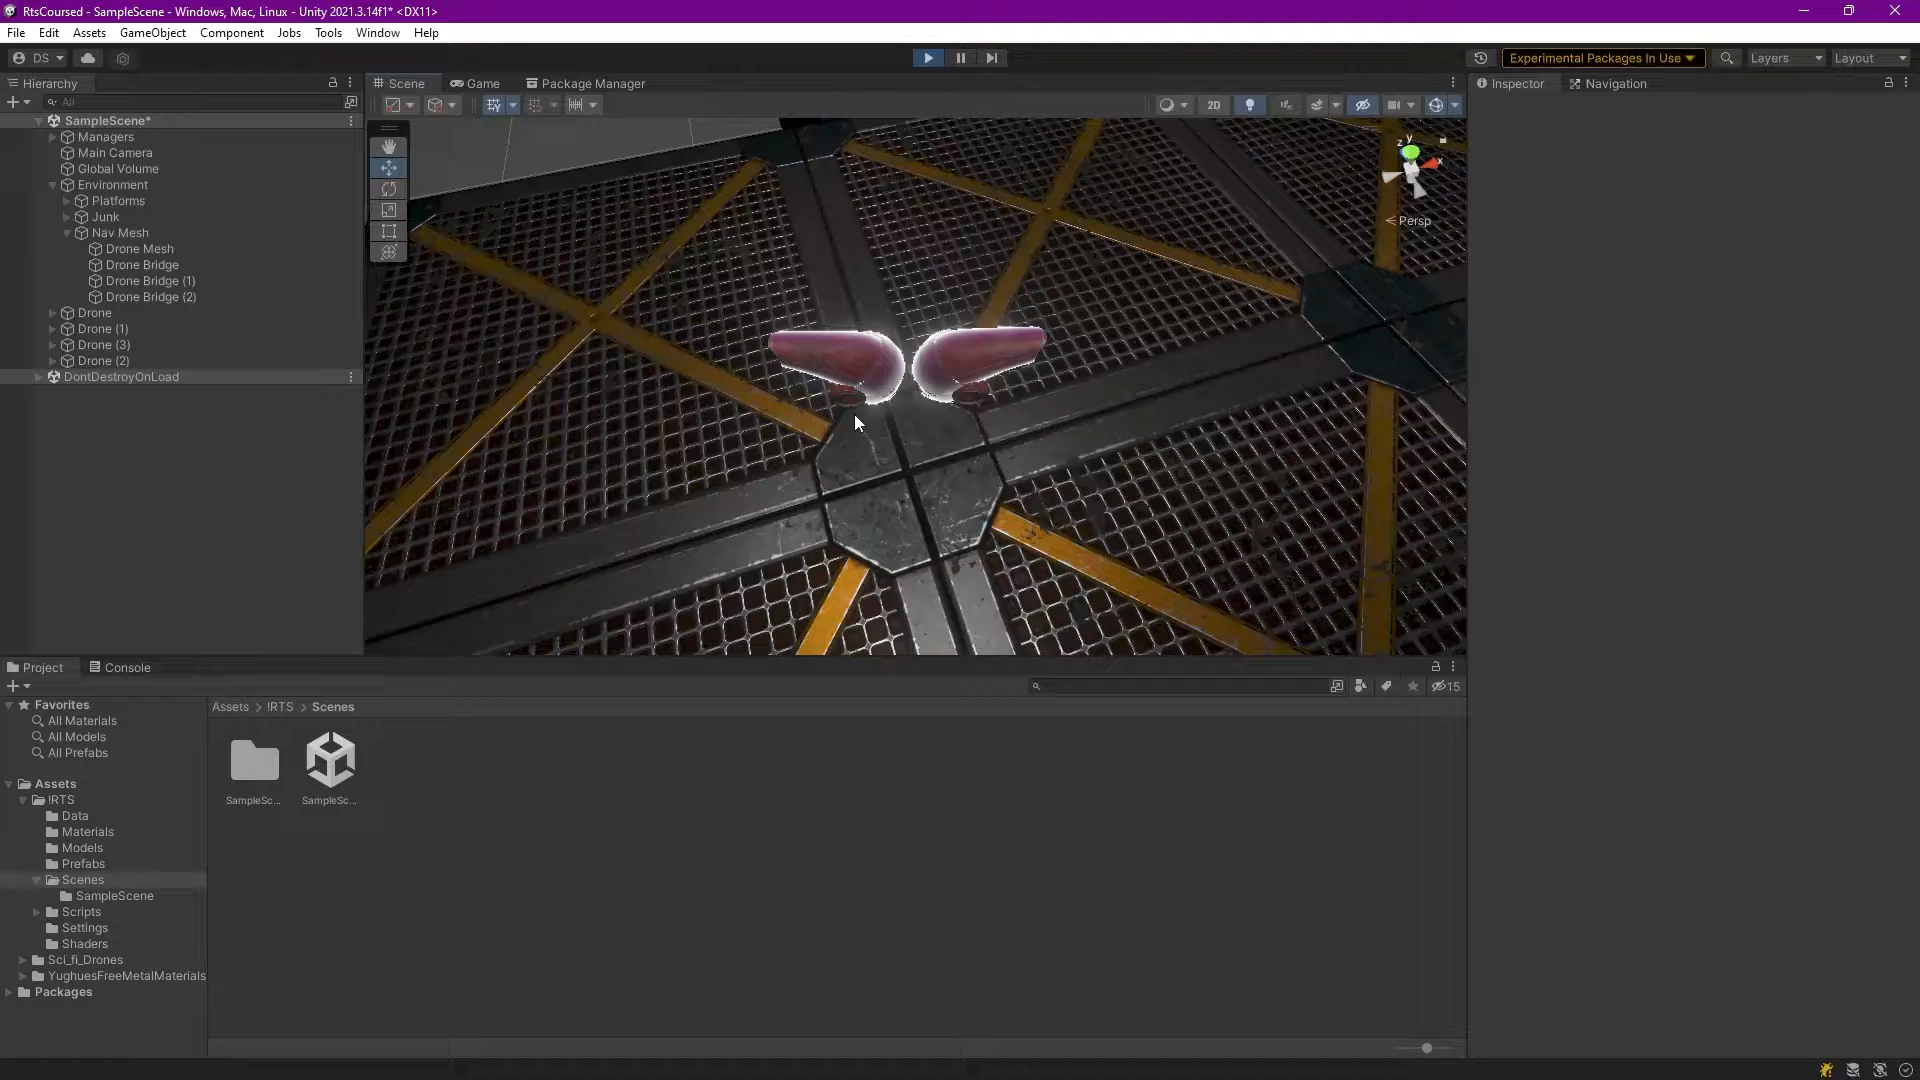 RtsCoursed - SampleScene - Windows, Mac, Linux - Unity 2021.3.14f1* <DX11>
File Edit Assets GameObject Component Jobs Tools Window Help
DS Experimental Packages In Use Layers Layout
Hierarchy
All
SampleScene*
Managers
Main Camera
Global Volume
Environment
Platforms
Junk
Nav Mesh
Drone Mesh
Drone Bridge
Drone Bridge (1)
Drone Bridge (2)
Drone
Drone (1)
Drone (3)
Drone (2)
DontDestroyOnLoad
Scene Game Package Manager
2D
y
z
x
Persp
Inspector Navigation
Project Console
15
Favorites
All Materials
All Models
All Prefabs
Assets
!RTS
Data
Materials
Models
Prefabs
Scenes
SampleScene
Scripts
Settings
Shaders
Sci_fi_Drones
YughuesFreeMetalMaterials
Packages
Assets > !RTS > Scenes
SampleSc... SampleSc...